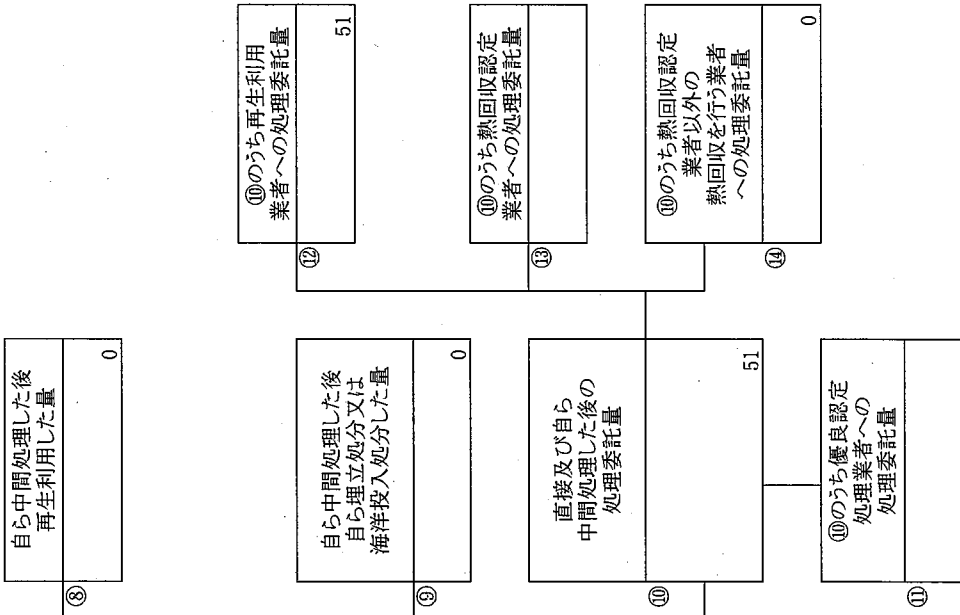 ⑧
自ら中間処理した後
再生利用した量
0
⑨
自ら中間処理した後
自ら埋立処分又は
海洋投入処分した量
0
⑩
直接及び自ら
中間処理した後の
処理委託量
51
⑪
⑩のうち優良認定
処理業者への
処理委託量
⑫
⑩のうち再生利用
業者への処理委託量
51
⑬
⑩のうち熱回収認定
業者への処理委託量
⑭
⑩のうち熱回収認定
業者以外の
熱回収を行う業者
への処理委託量
0